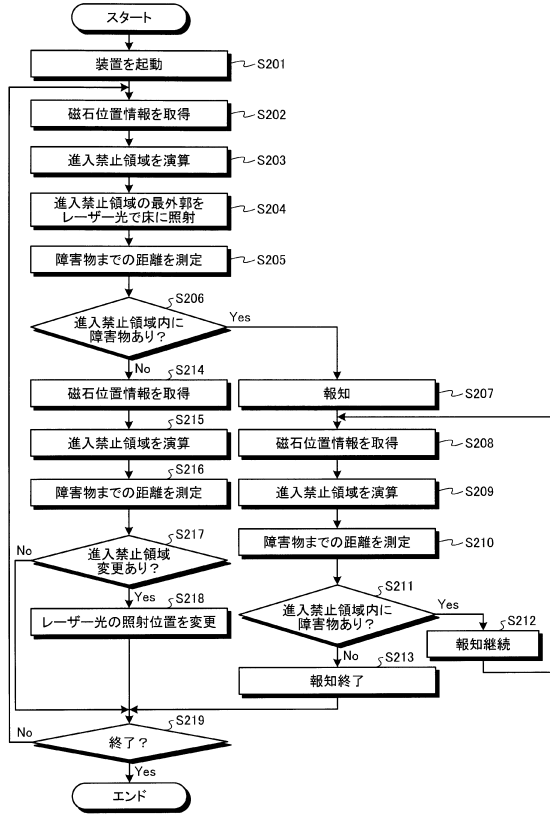 スタート
装置を起動
S201
磁石位置情報を取得
S202
進入禁止領域を演算
S203
進入禁止領域の最外郭を
レーザー光で床に照射
S204
障害物までの距離を測定
S205
S206
進入禁止領域内に
障害物あり？
Yes
No
S214
磁石位置情報を取得
S215
進入禁止領域を演算
S216
障害物までの距離を測定
S217
No
進入禁止領域
変更あり？
Yes
S218
レーザー光の照射位置を変更
報知
S207
磁石位置情報を取得
S208
進入禁止領域を演算
S209
障害物までの距離を測定
S210
S211
進入禁止領域内に
障害物あり？
Yes
S212
報知継続
No
S213
報知終了
S219
No
終了？
Yes
エンド